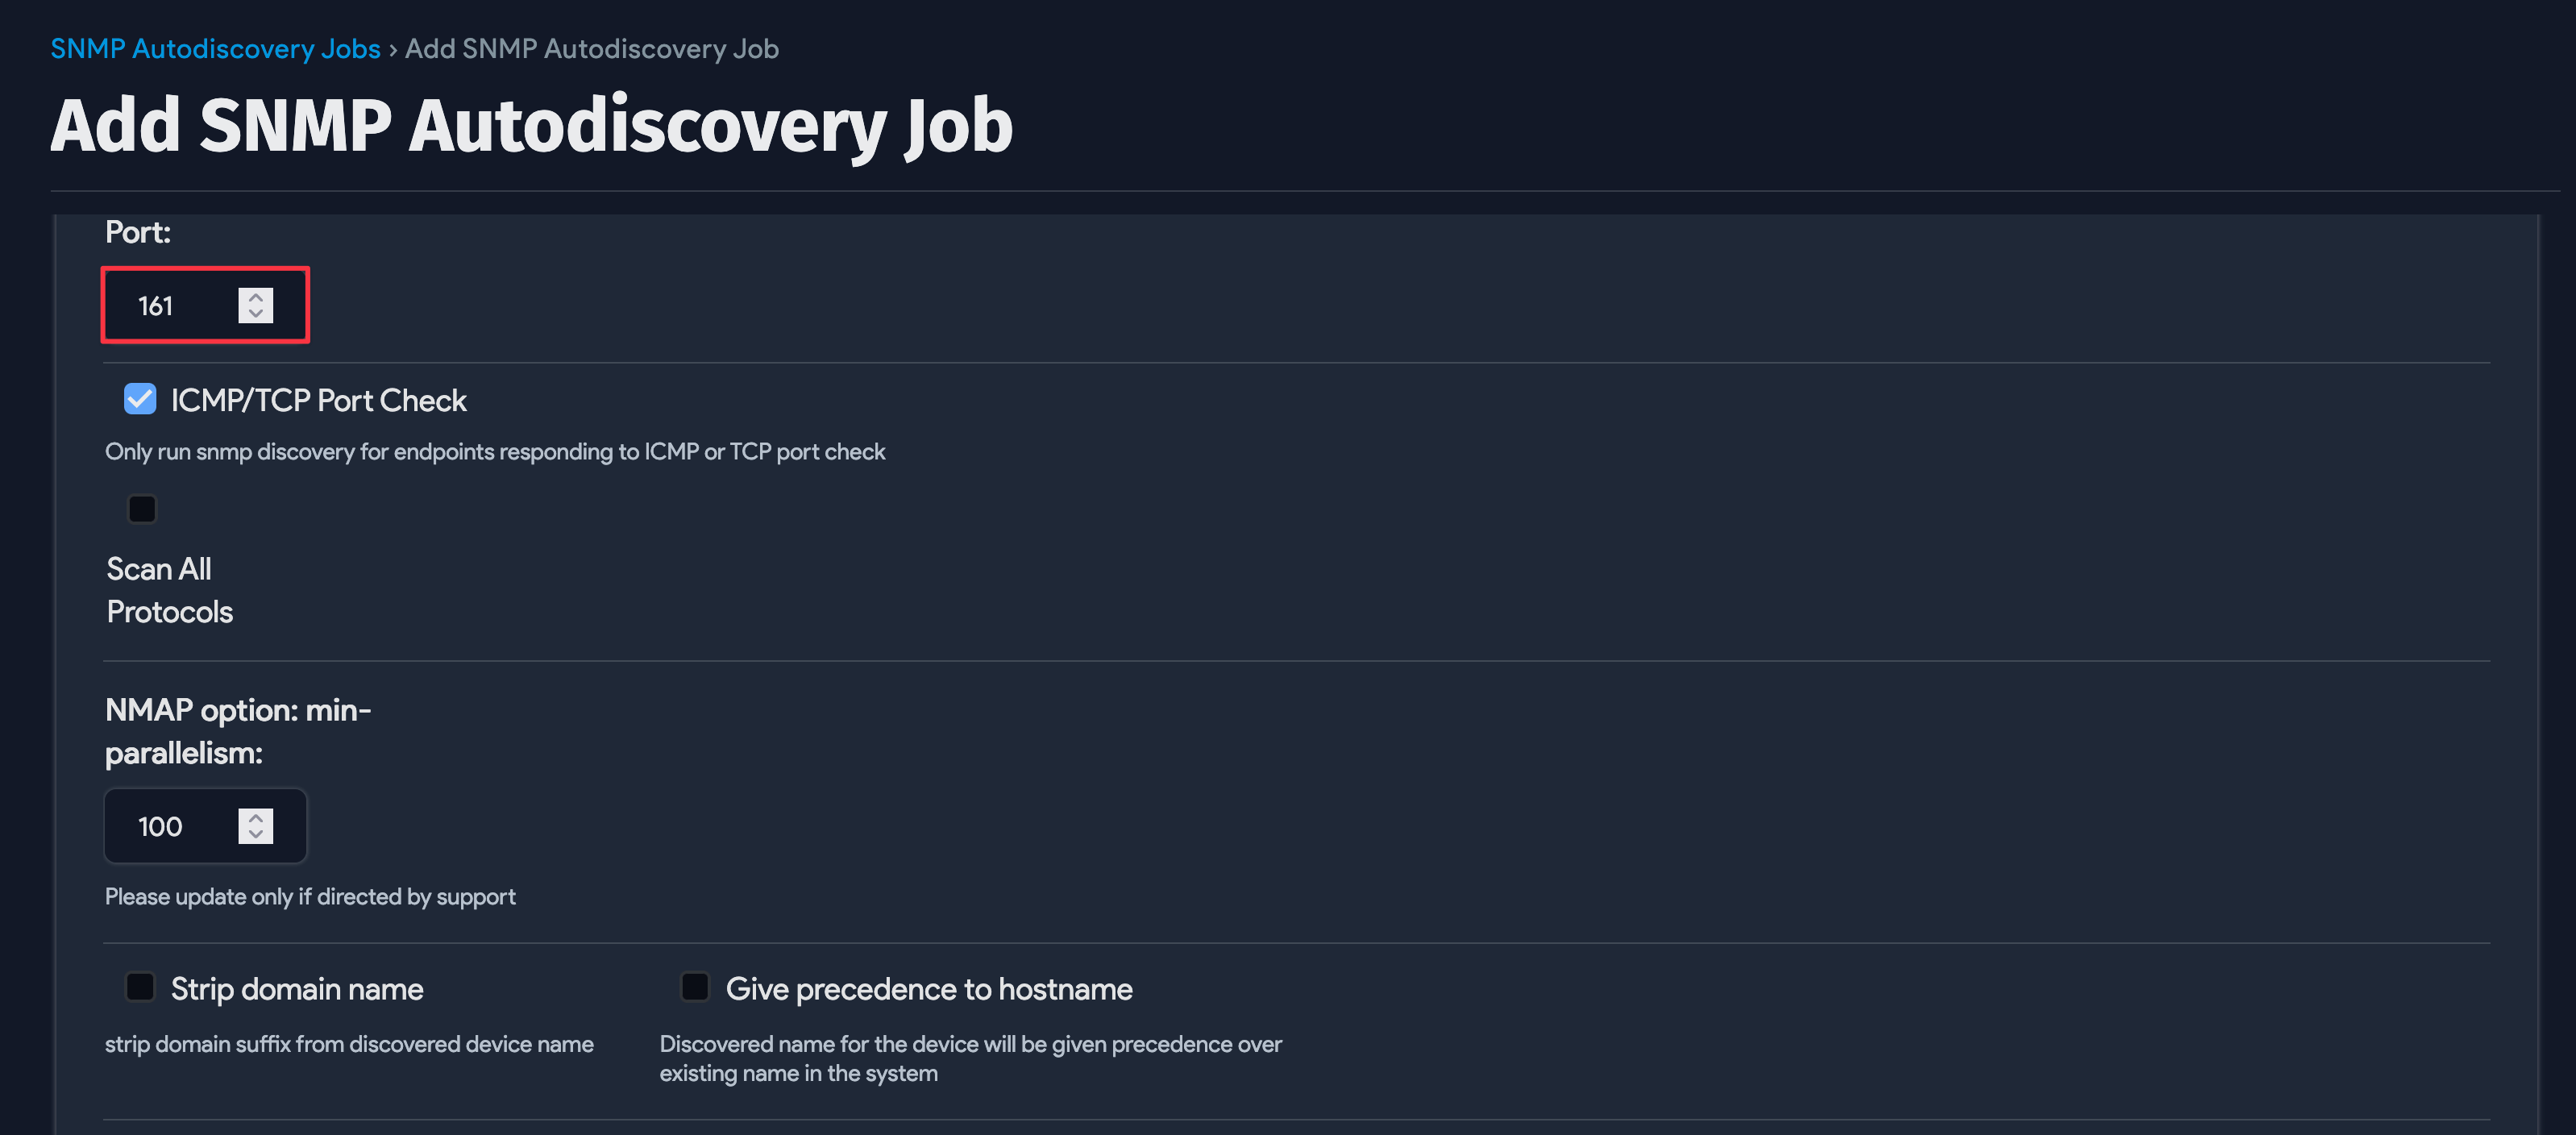 SNMP Autodiscovery Jobs › Add SNMP Autodiscovery Job
Add SNMP Autodiscovery Job
Port:
161
ICMP/TCP Port Check
Only run snmp discovery for endpoints responding to ICMP or TCP port check
Scan All
Protocols
NMAP option: min-
parallelism:
100
Please update only if directed by support
Strip domain name
strip domain suffix from discovered device name
Give precedence to hostname
Discovered name for the device will be given precedence over
existing name in the system